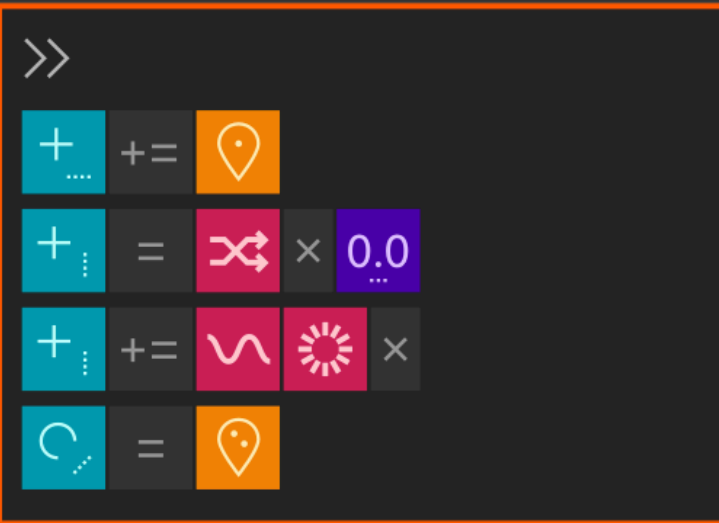 + +=
+ = × 0.0
+ += ×
=